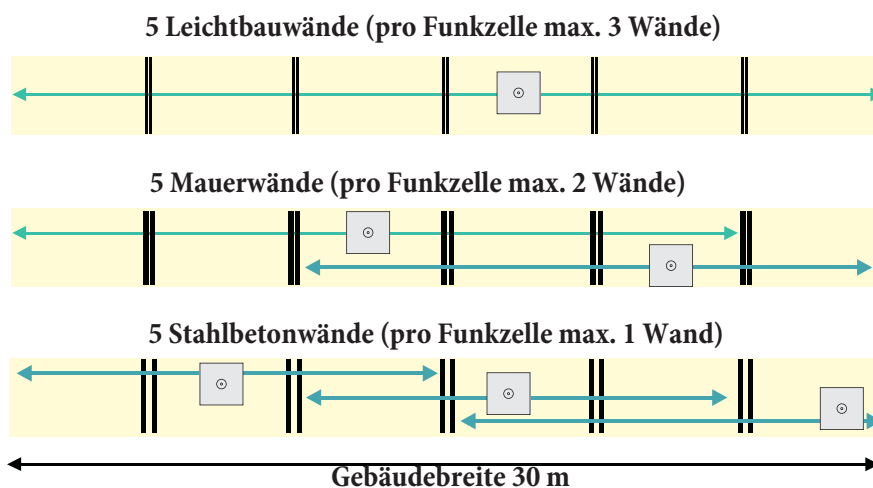 5 Leichtbauwände (pro Funkzelle max. 3 Wände)
5 Mauerwände (pro Funkzelle max. 2 Wände)
5 Stahlbetonwände (pro Funkzelle max. 1 Wand)
Gebäudebreite 30 m